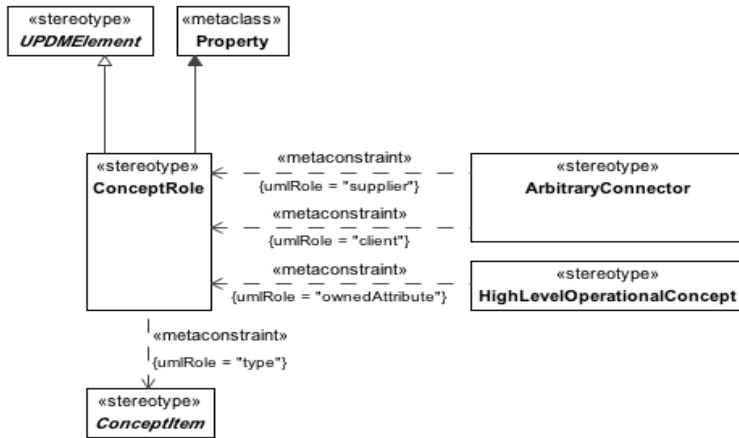 «stereotype»
UPDMElement
«metaclass»
Property
«stereotype»
ConceptRole
«metaconstraint»
{umlRole = "supplier"}
«metaconstraint»
{umlRole = "client"}
«stereotype»
ArbitraryConnector
«metaconstraint»
{umlRole = "ownedAttribute"}
«stereotype»
HighLevelOperationalConcept
«metaconstraint»
{umlRole = "type"}
«stereotype»
ConceptItem